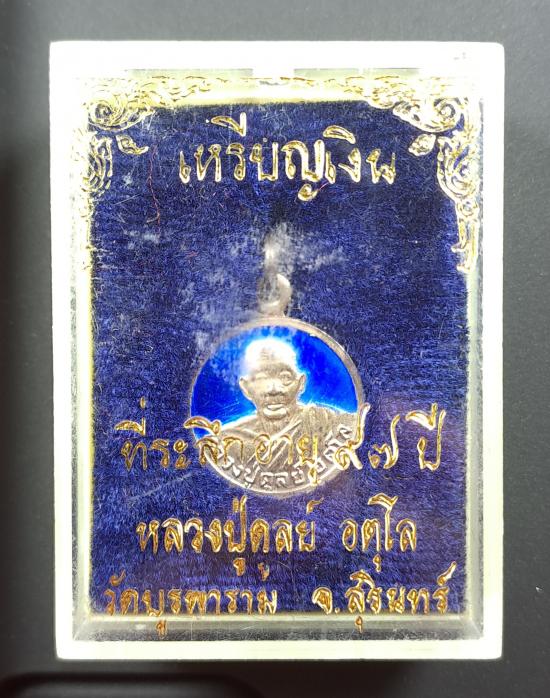 เหรียญเงิน
ที่ระลึกอายุ ๙๗ ปี
หลวงปู่ดูลย์ อตุโล
วัดบูรพาราม จ.สุรินทร์